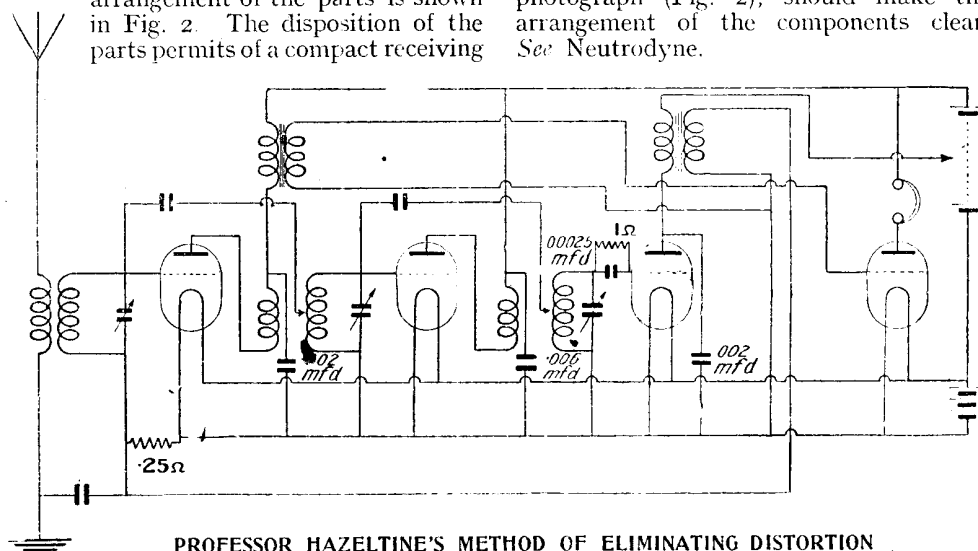 arrangement of the parts is shown
in Fig. 2. The disposition of the
parts permits of a compact receiving
photograph (Fig. 2), should make the
arrangement of the components clear.
See Neutrodyne.
.00025
mfd
1Ω
.002
mfd
.006
mfd
.002
mfd
.25Ω
PROFESSOR HAZELTINE'S METHOD OF ELIMINATING DISTORTION